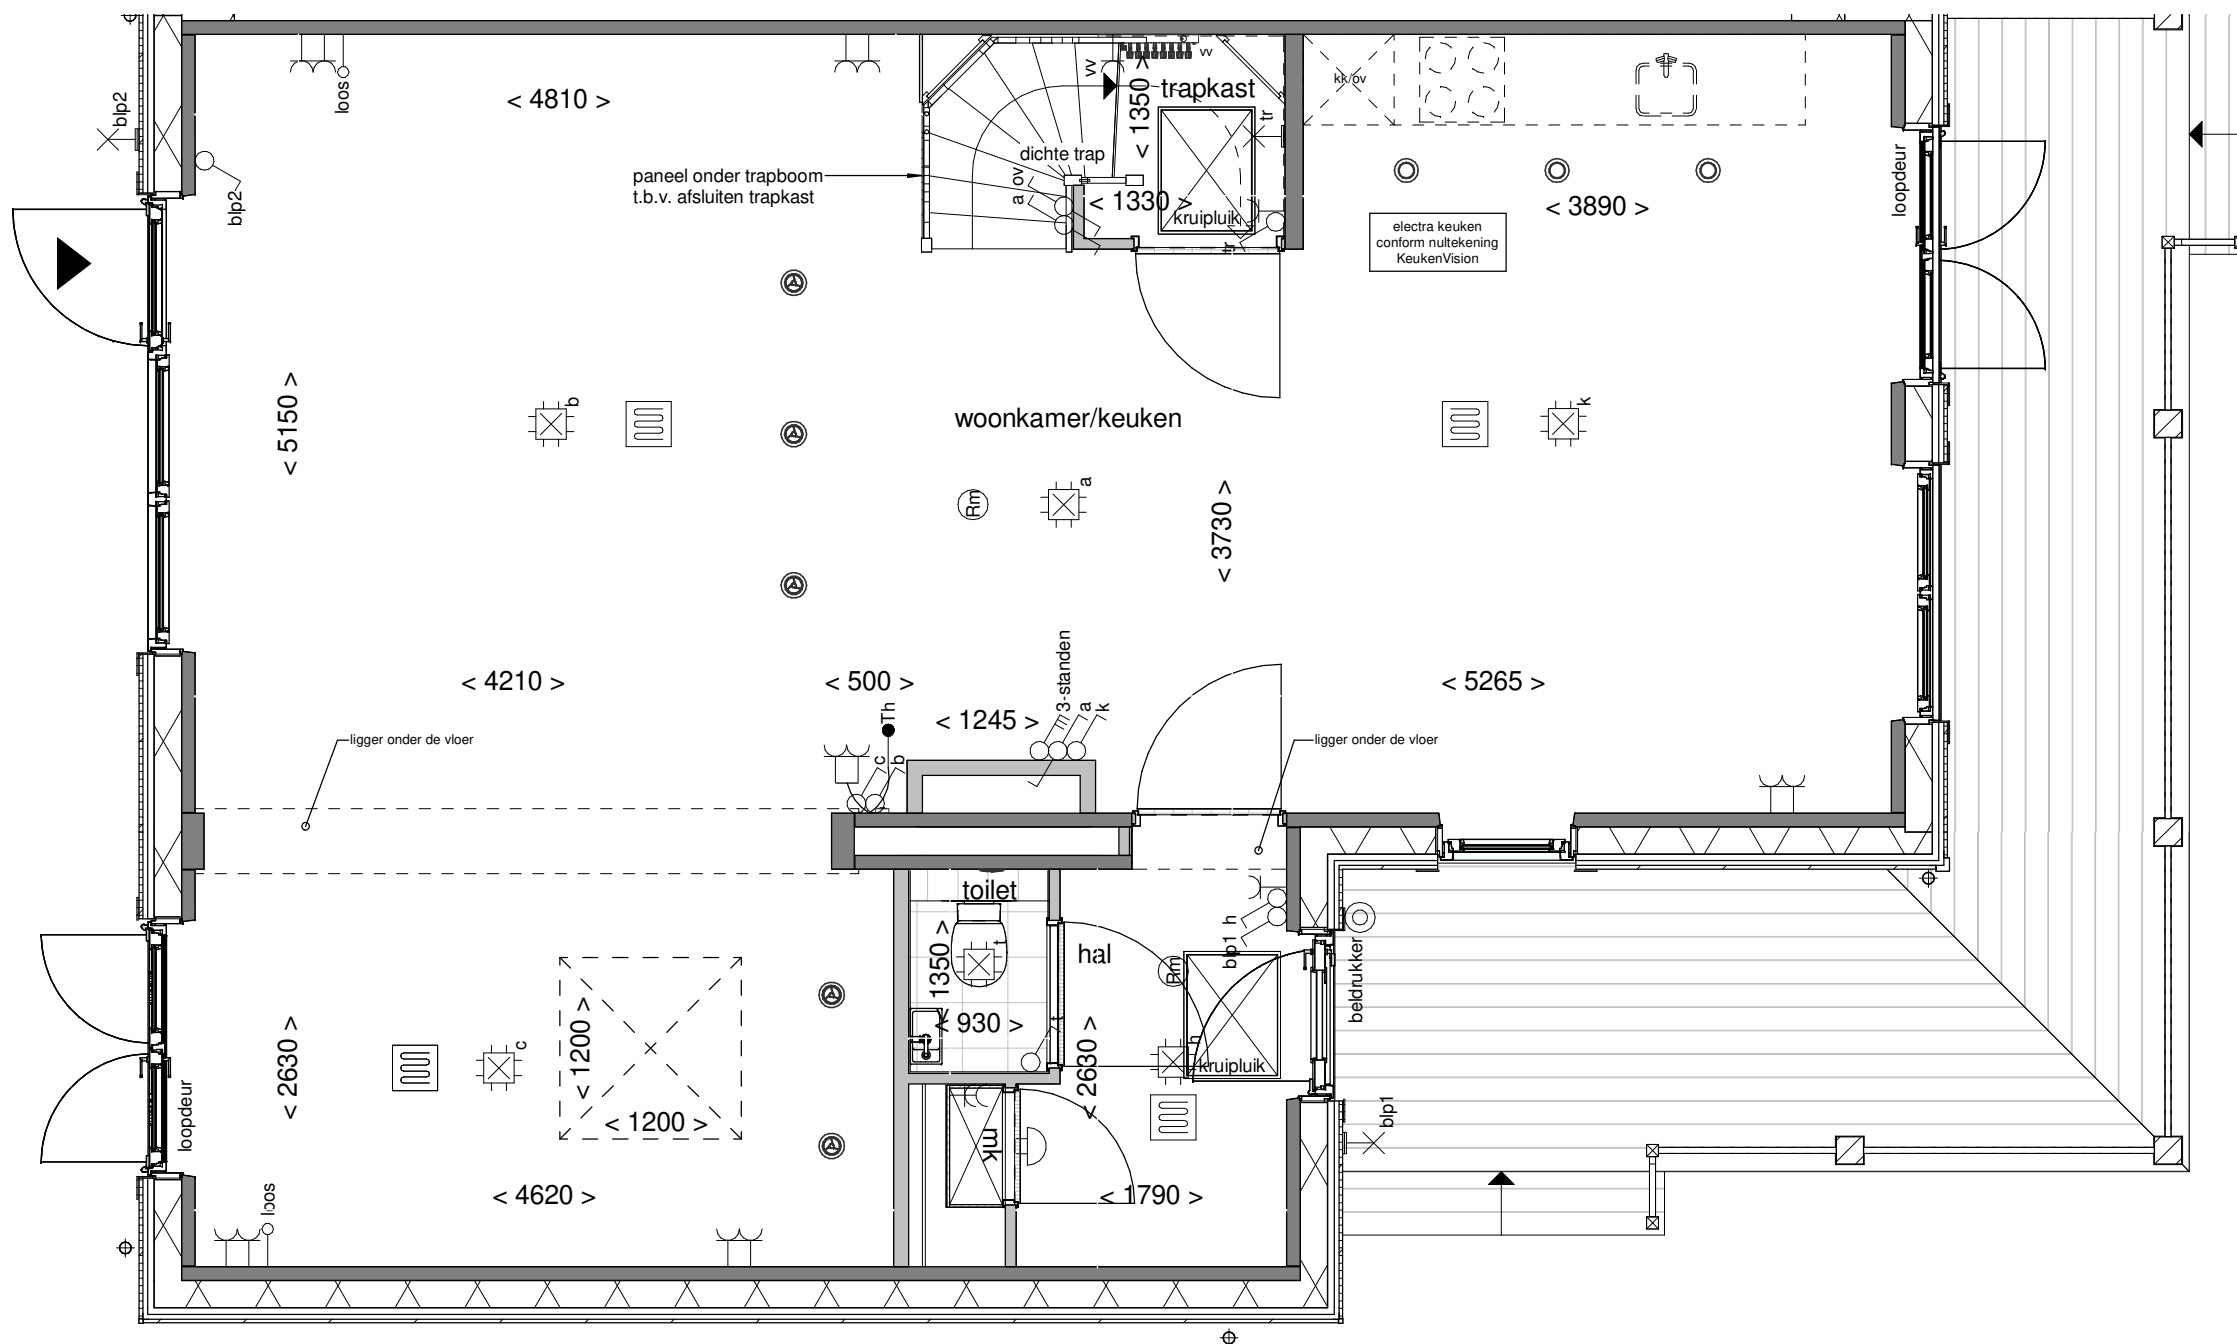 loos
< 4810 >
vv
vv
< 1350 >
trapkast
kk/ov
blp2
tr
loopdeur
dichte trap
paneel onder trapboom
t.b.v. afsluiten trapkast
a ov
< 1330 >
kruipluik
< 3890 >
blp2
tr
electra keuken
conform nultekening
KeukenVision
< 5150 >
b
woonkamer/keuken
k
Rm
a
< 3730 >
< 4210 >
< 500 >
3-standen
a
k
< 5265 >
Th
< 1245 >
ligger onder de vloer
ligger onder de vloer
c
b
toilet
t
< 1350 >
hal
Rm
blp1 h
beldrukker
< 930 >
t
< 2630 >
c
< 1200 >
< 2630 >
h
kruipluik
loopdeur
< 1200 >
mk
blp1
loos
< 4620 >
< 1790 >